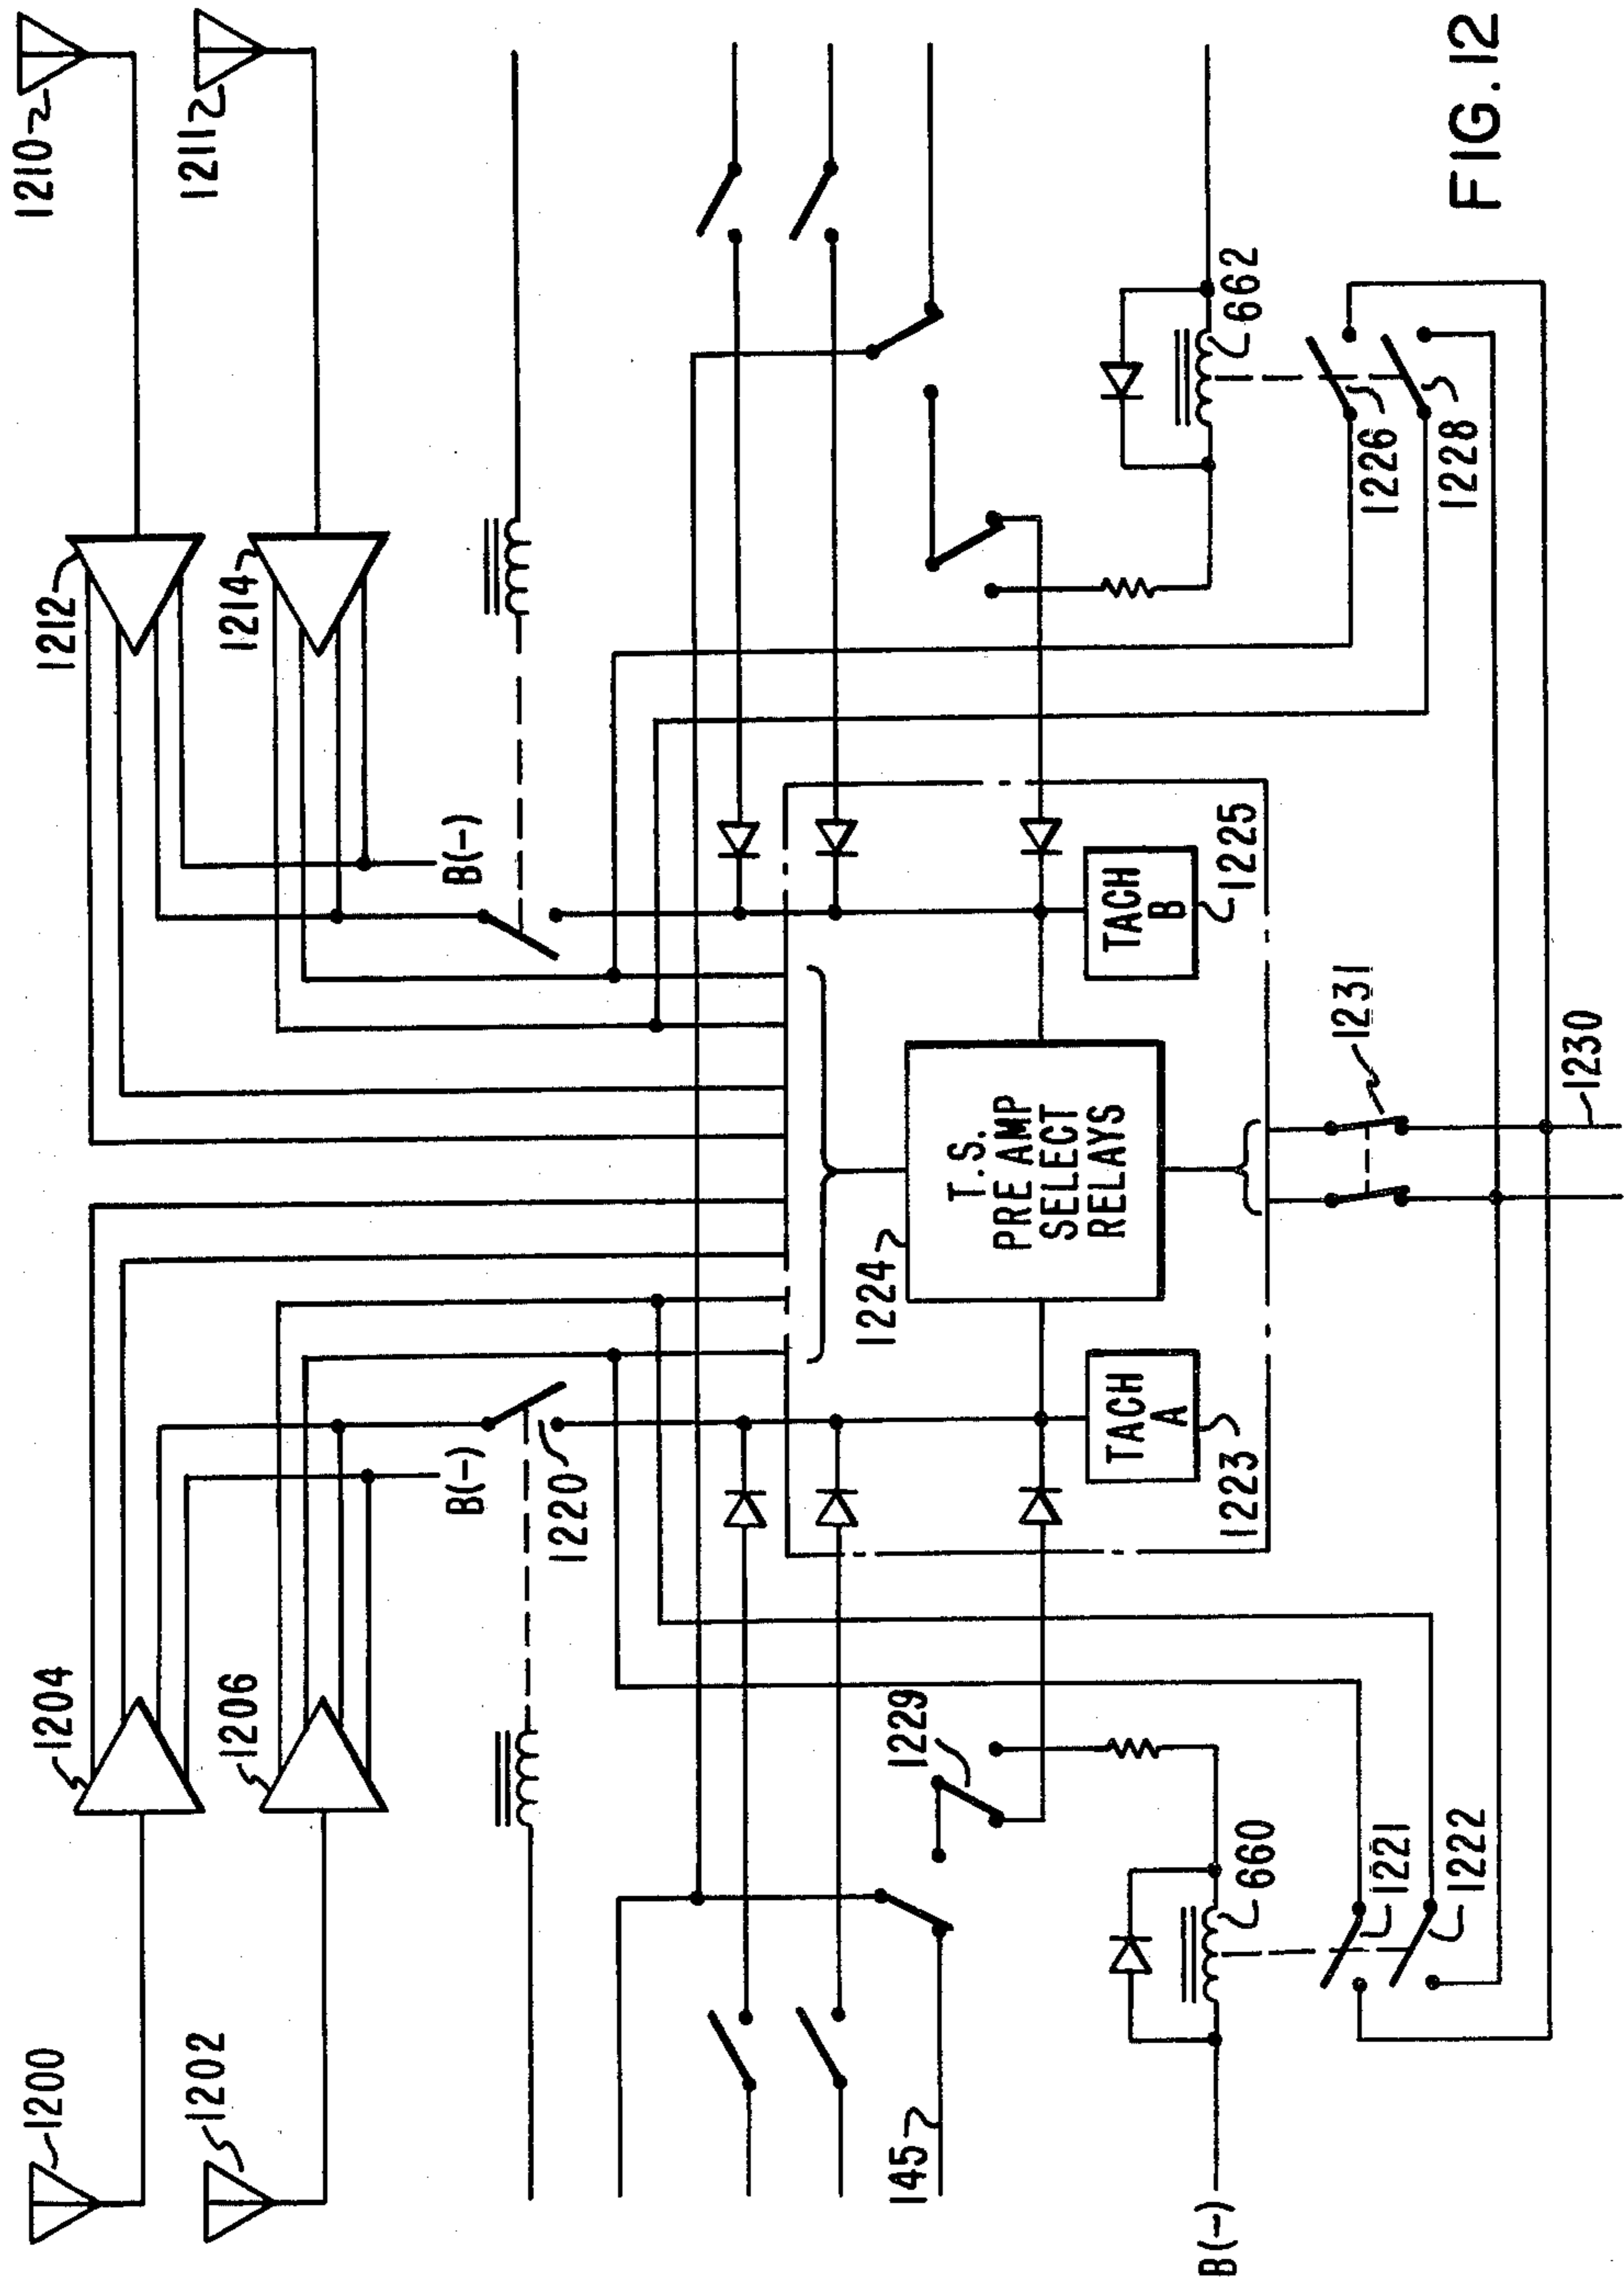 1200
1202
1204
1206
1212
1214
1210
1211
B(-)
B(-)
1220
145
1229
1224
T.S.
PRE AMP
SELECT
RELAYS
TACH
A
1223
TACH
B
1225
B(-)
660
662
1221
1222
1226
1228
1231
1230
FIG. 12